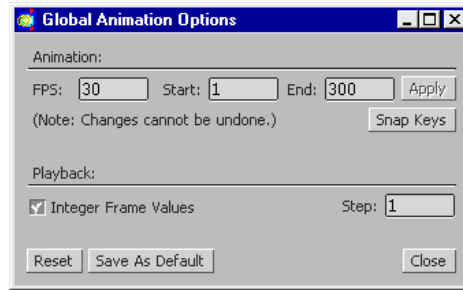 Global Animation Options
Animation:
FPS: 30 Start: 1 End: 300 Apply
(Note: Changes cannot be undone.) Snap Keys
Playback:
Integer Frame Values Step: 1
Reset Save As Default Close